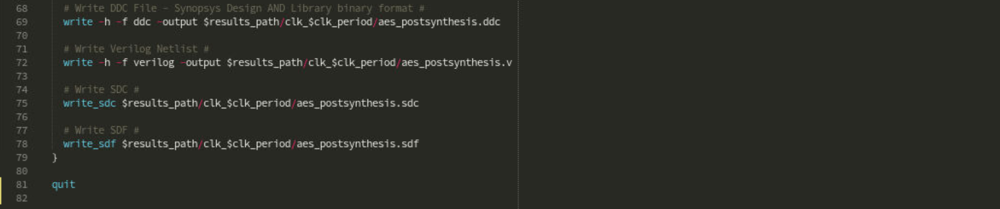 68 # Write DDC File - Synopsys Design AND Library binary format #
69 write -h -f ddc -output $results_path/clk_$clk_period/aes_postsynthesis.ddc
70
71 # Write Verilog Netlist #
72 write -h -f verilog -output $results_path/clk_$clk_period/aes_postsynthesis.v
73
74 # Write SDC #
75 write_sdc $results_path/clk_$clk_period/aes_postsynthesis.sdc
76
77 # Write SDF #
78 write_sdf $results_path/clk_$clk_period/aes_postsynthesis.sdf
79 }
80
81 quit
82